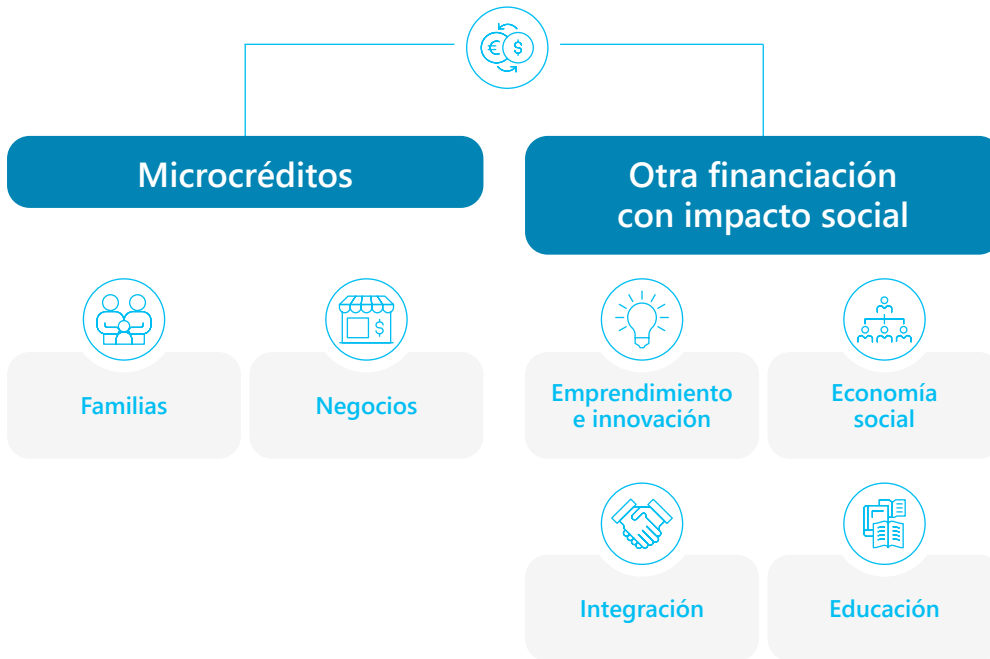 € $
Microcréditos
Otra financiación
con impacto social
$
Familias
Negocios
Emprendimiento
e innovación
Economía
social
Integración
Educación